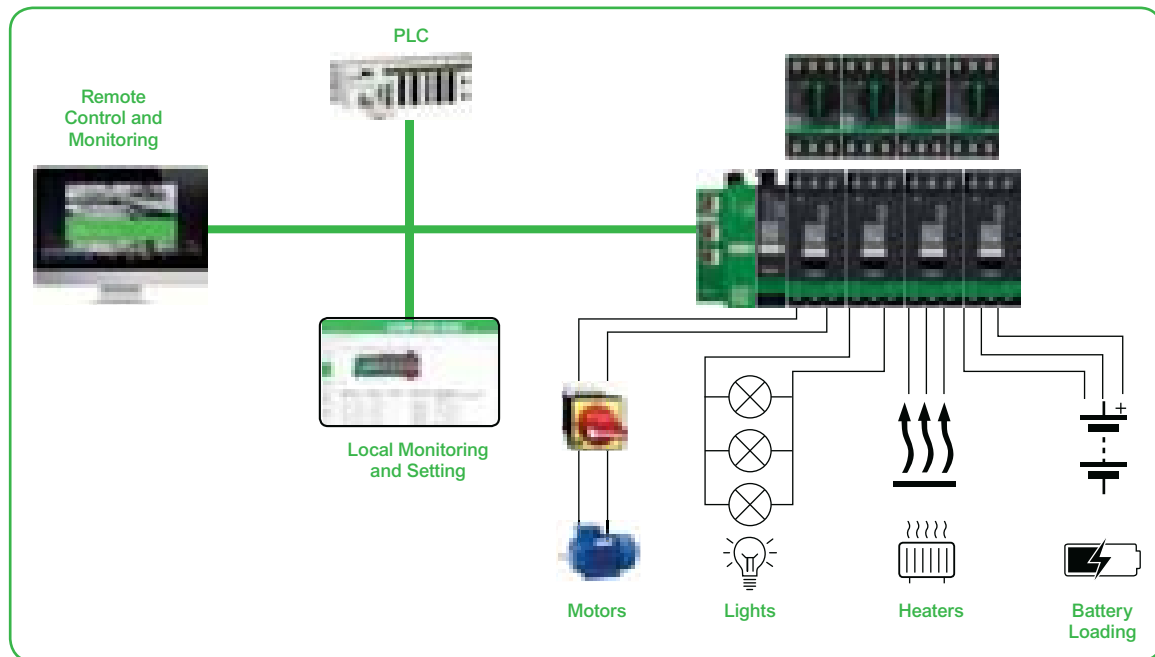 PLC
Remote
Control and
Monitoring
Local Monitoring
and Setting
+
Motors
Lights
Heaters
Battery
Loading